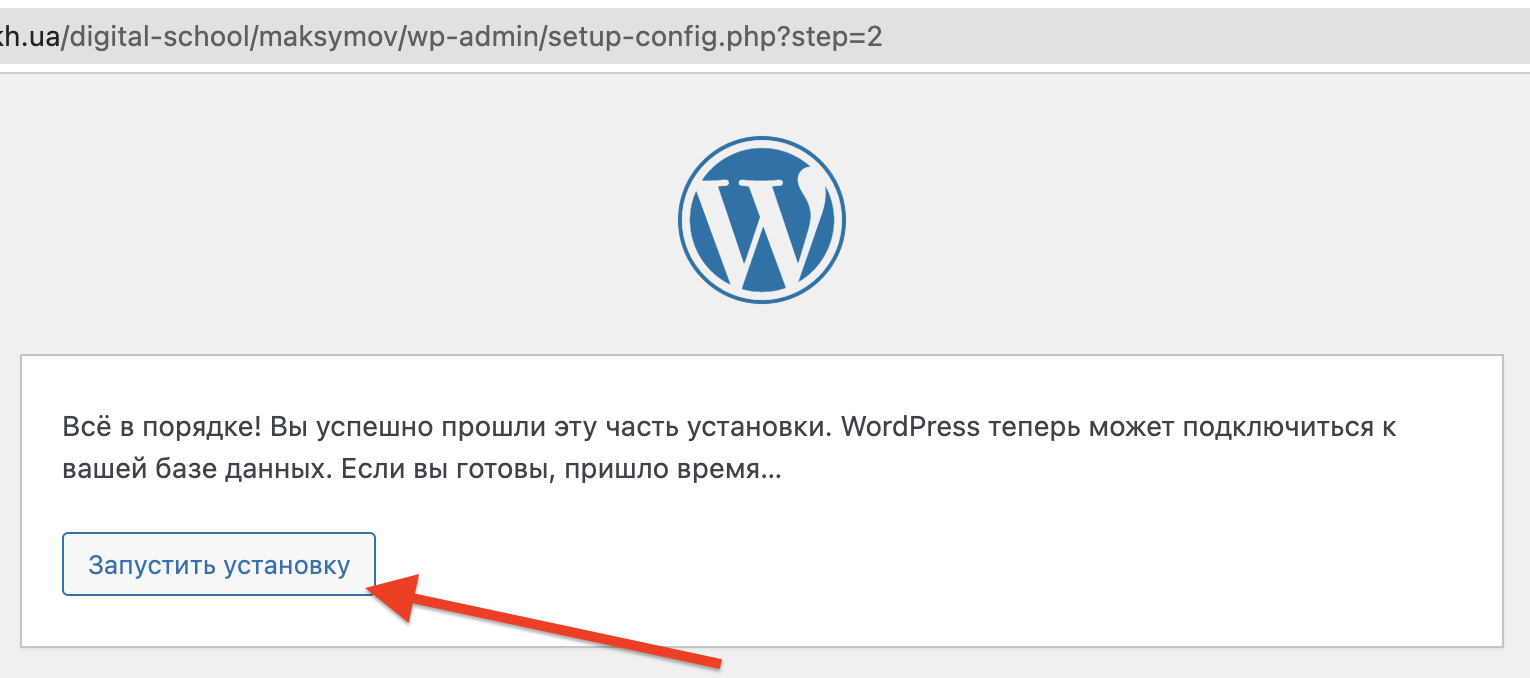 kh.ua/digital-school/maksymov/wp-admin/setup-config.php?step=2
Всё в порядке! Вы успешно прошли эту часть установки. WordPress теперь может подключиться к
вашей базе данных. Если вы готовы, пришло время…
Запустить установку